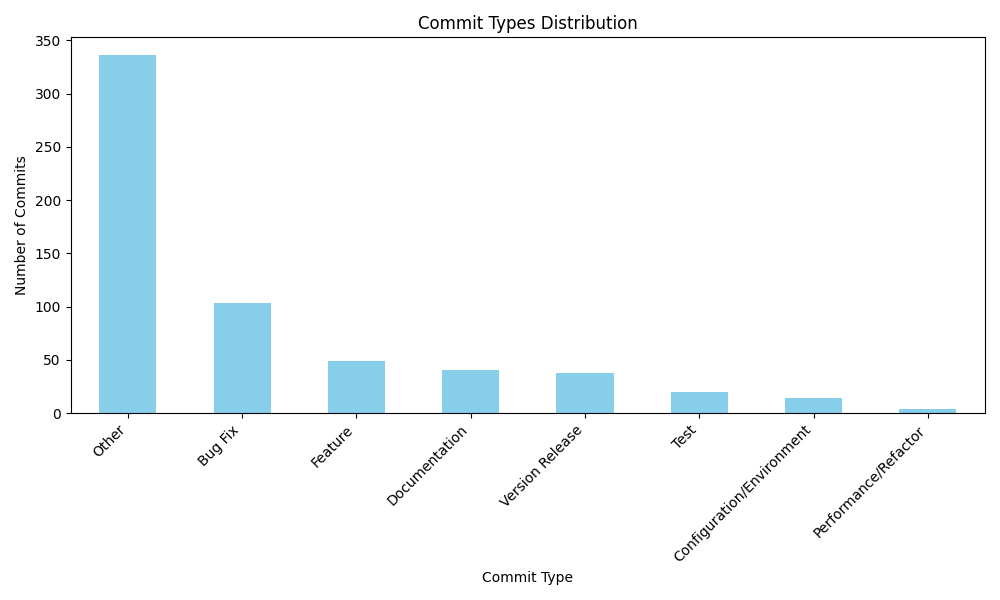 Commit Types Distribution
Number of Commits
350
300
250
200
150
100
50
0
Other
Bug Fix
Feature
Documentation
Version Release
Test
Configuration/Environment
Performance/Refactor
Commit Type